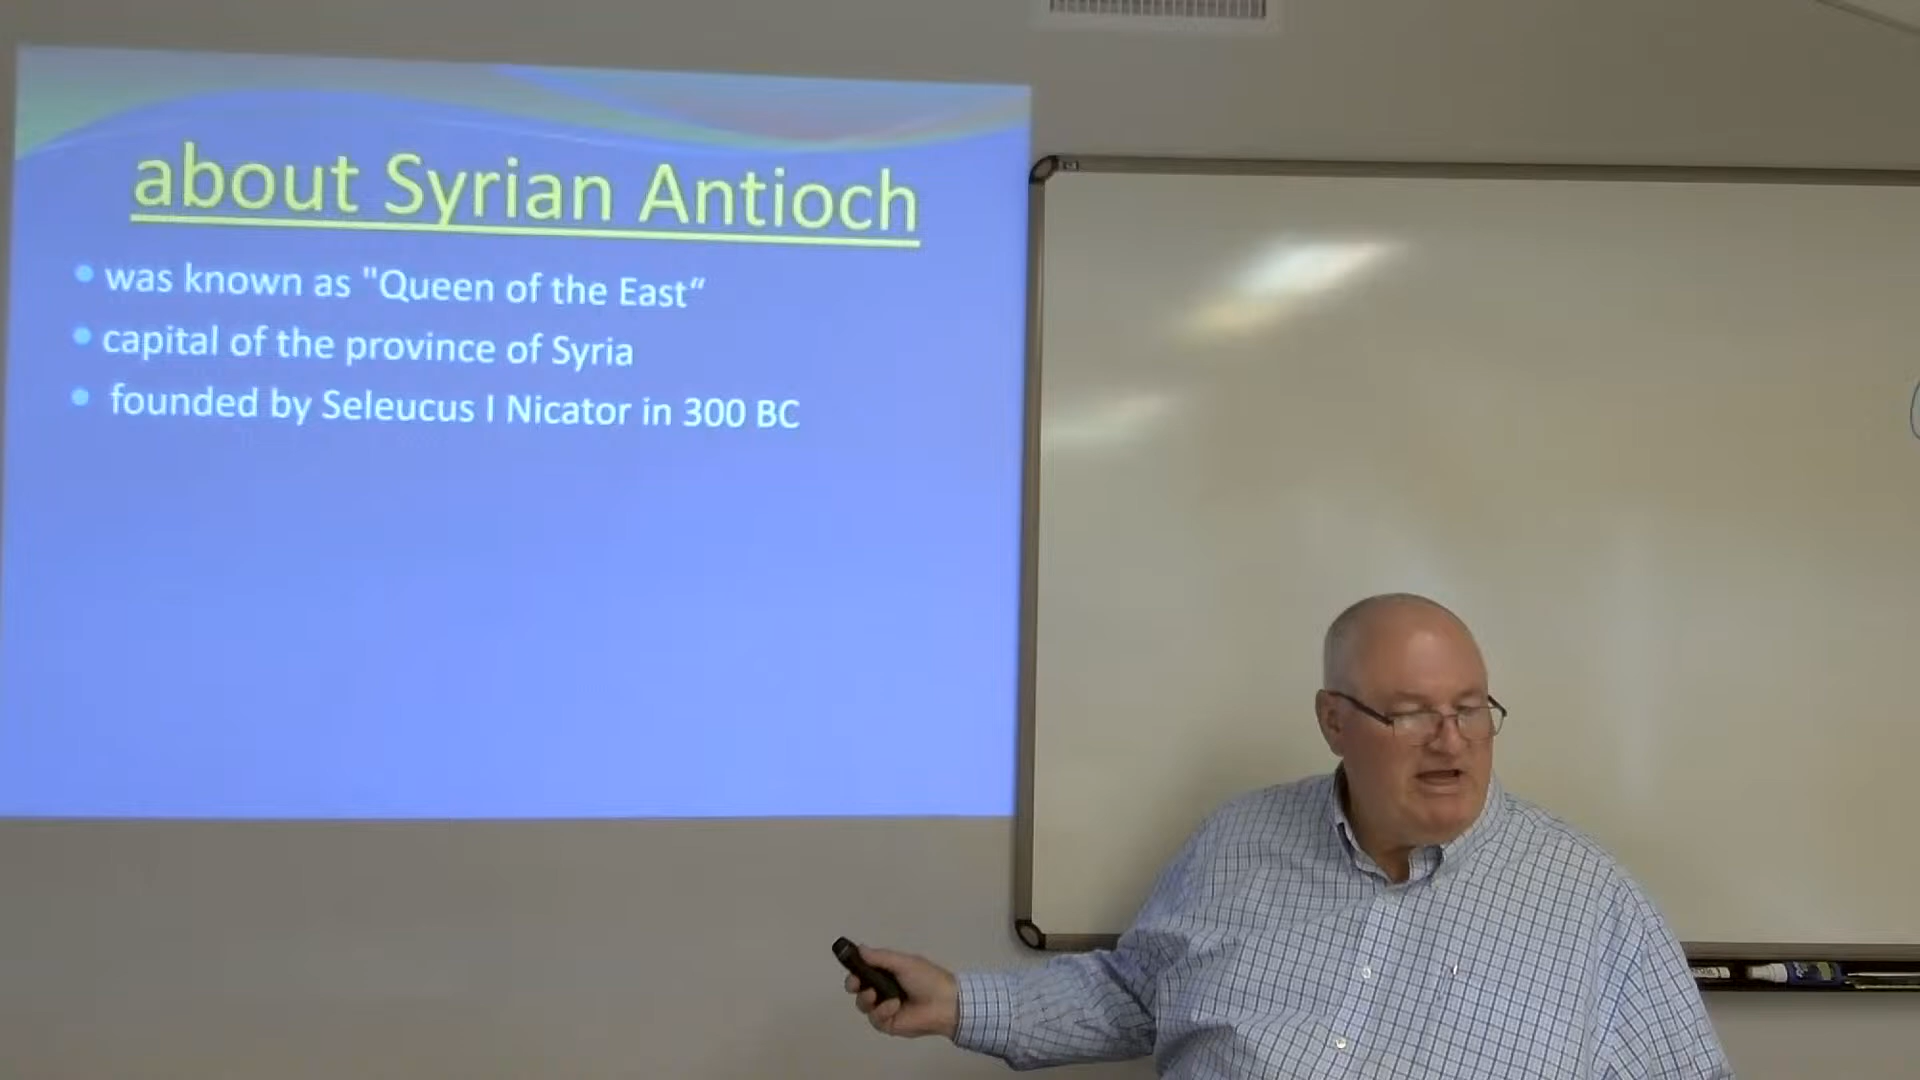 about Syrian Antioch
• was known as "Queen of the East“
• capital of the province of Syria
• founded by Seleucus I Nicator in 300 BC